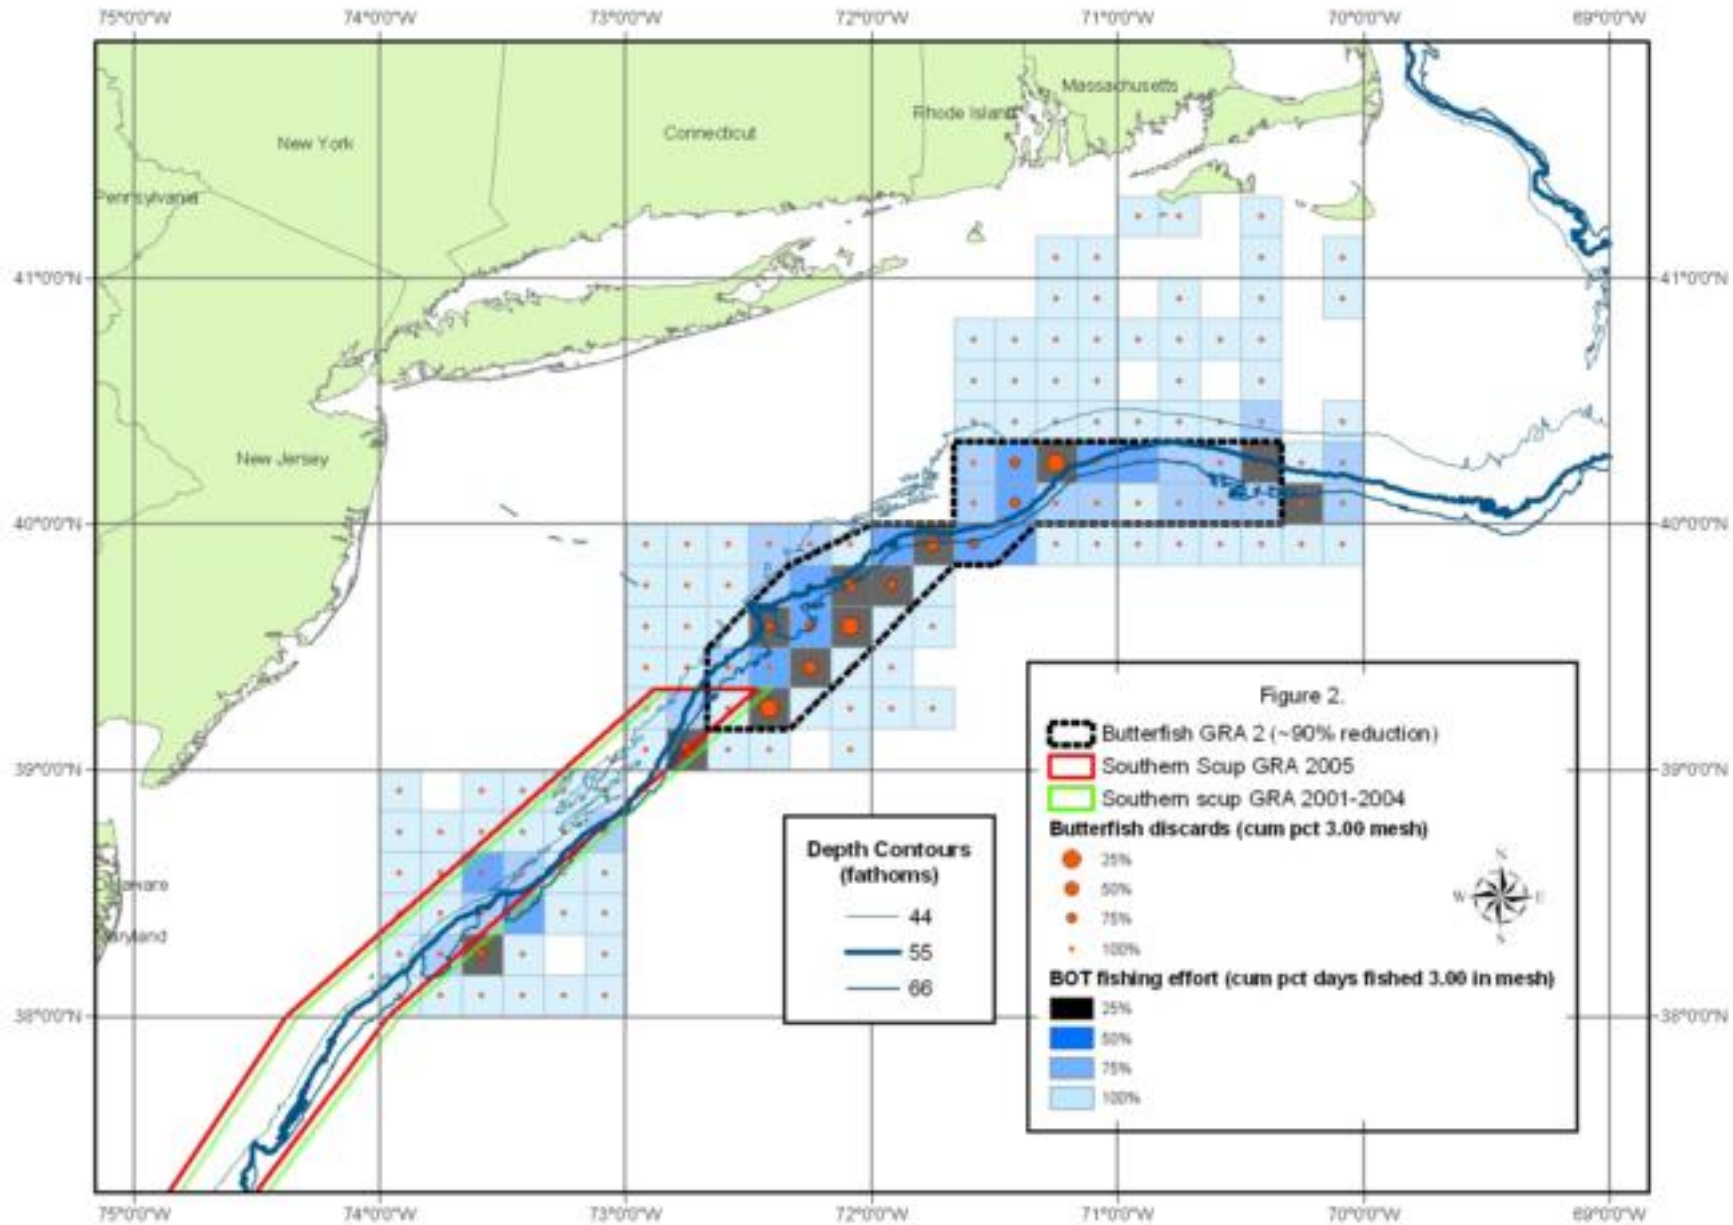 75°0'0"W 74°0'0"W 73°0'0"W 72°0'0"W 71°0'0"W 70°0'0"W 69°0'0"W
Massachusetts
Rhode Island
Connecticut
New York
Pennsylvania
41°0'0"N 41°0'0"N
New Jersey
40°0'0"N 40°0'0"N
39°0'0"N 39°0'0"N
aware
aryland
38°0'0"N 38°0'0"N
Depth Contours
(fathoms)
44
55
66
Figure 2.
Butterfish GRA 2 (~90% reduction)
Southern Scup GRA 2005
Southern scup GRA 2001-2004
Butterfish discards (cum pct 3.00 mesh)
25%
50%
75%
100%
N
W E
S
BOT fishing effort (cum pct days fished 3.00 in mesh)
25%
50%
75%
100%
75°0'0"W 74°0'0"W 73°0'0"W 72°0'0"W 71°0'0"W 70°0'0"W 69°0'0"W